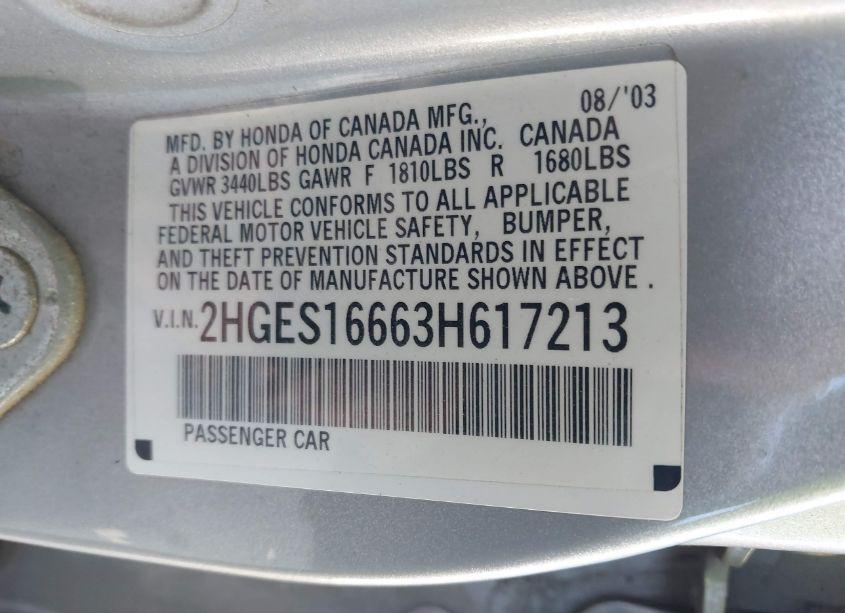 08/'03
MFD. BY HONDA OF CANADA MFG.,
A DIVISION OF HONDA CANADA INC. CANADA
GVWR 3440LBS GAWR F 1810LBS R 1680LBS
THIS VEHICLE CONFORMS TO ALL APPLICABLE
FEDERAL MOTOR VEHICLE SAFETY, BUMPER,
AND THEFT PREVENTION STANDARDS IN EFFECT
ON THE DATE OF MANUFACTURE SHOWN ABOVE .
V.I.N. 2HGES16663H617213
PASSENGER CAR